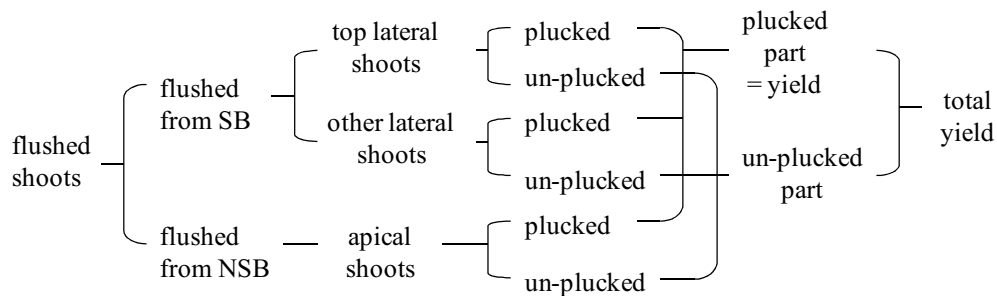 flushed
shoots
flushed
from SB
flushed
from NSB
top lateral
shoots
other lateral
shoots
apical
shoots
plucked
un-plucked
plucked
un-plucked
plucked
un-plucked
plucked
part
= yield
un-plucked
part
total
yield